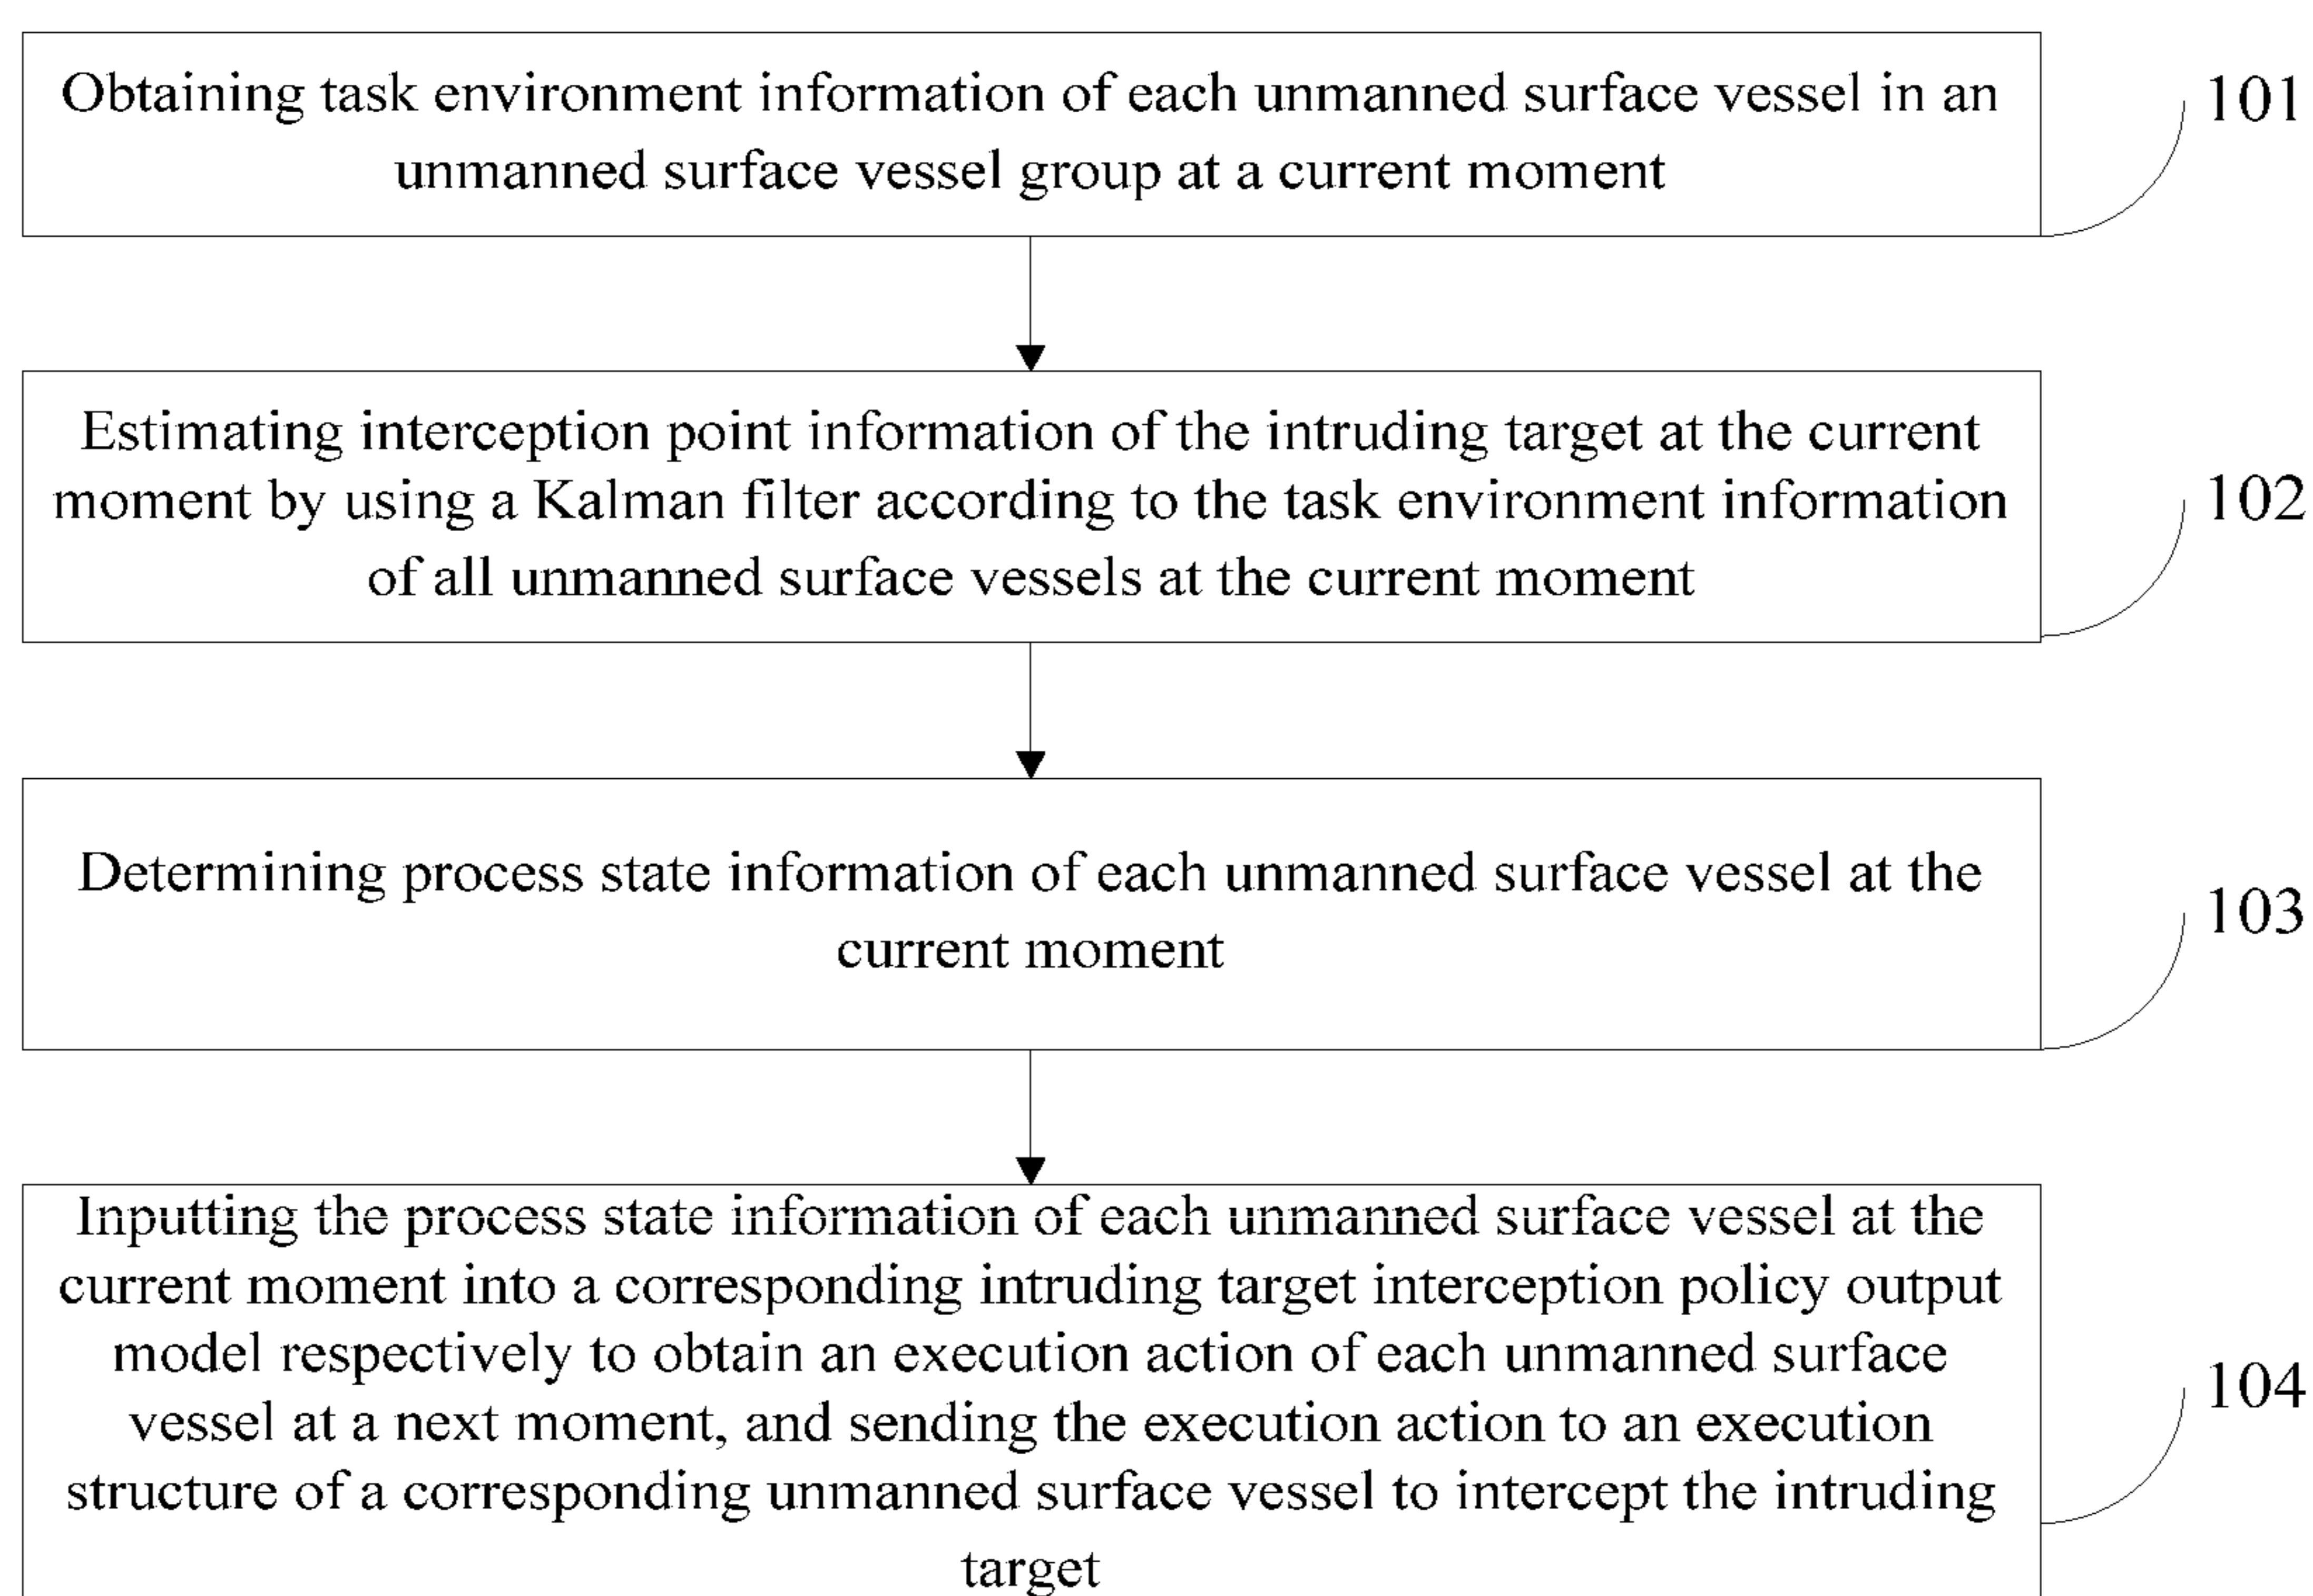 Obtaining task environment information of each unmanned surface vessel in an
unmanned surface vessel group at a current moment
101
Estimating interception point information of the intruding target at the current
moment by using a Kalman filter according to the task environment information
of all unmanned surface vessels at the current moment
102
Determining process state information of each unmanned surface vessel at the
current moment
103
Inputting the process state information of each unmanned surface vessel at the
current moment into a corresponding intruding target interception policy output
model respectively to obtain an execution action of each unmanned surface
vessel at a next moment, and sending the execution action to an execution
structure of a corresponding unmanned surface vessel to intercept the intruding
target
104